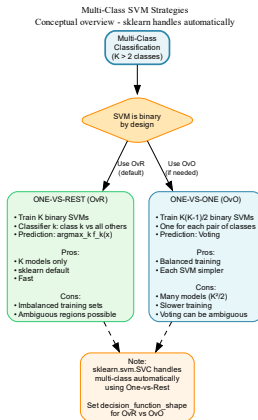 Multi-Class SVM Strategies
Conceptual overview - sklearn handles automatically
Multi-Class
Classification
(K > 2 classes)
SVM is binary
by design
Use OvR
(default)
Use OvO
(if needed)
ONE-VS-REST (OvR)
• Train K binary SVMs
• Classifier k: class k vs all others
• Prediction: argmax_k f_k(x)
Pros:
• K models only
• sklearn default
• Fast
Cons:
• Imbalanced training sets
• Ambiguous regions possible
ONE-VS-ONE (OvO)
• Train K(K-1)/2 binary SVMs
• One for each pair of classes
• Prediction: Voting
Pros:
• Balanced training
• Each SVM simpler
Cons:
• Many models (K²/2)
• Slower training
• Voting can be ambiguous
Note:
sklearn.svm.SVC handles
multi-class automatically
using One-vs-Rest
Set decision_function_shape
for OvR vs OvO